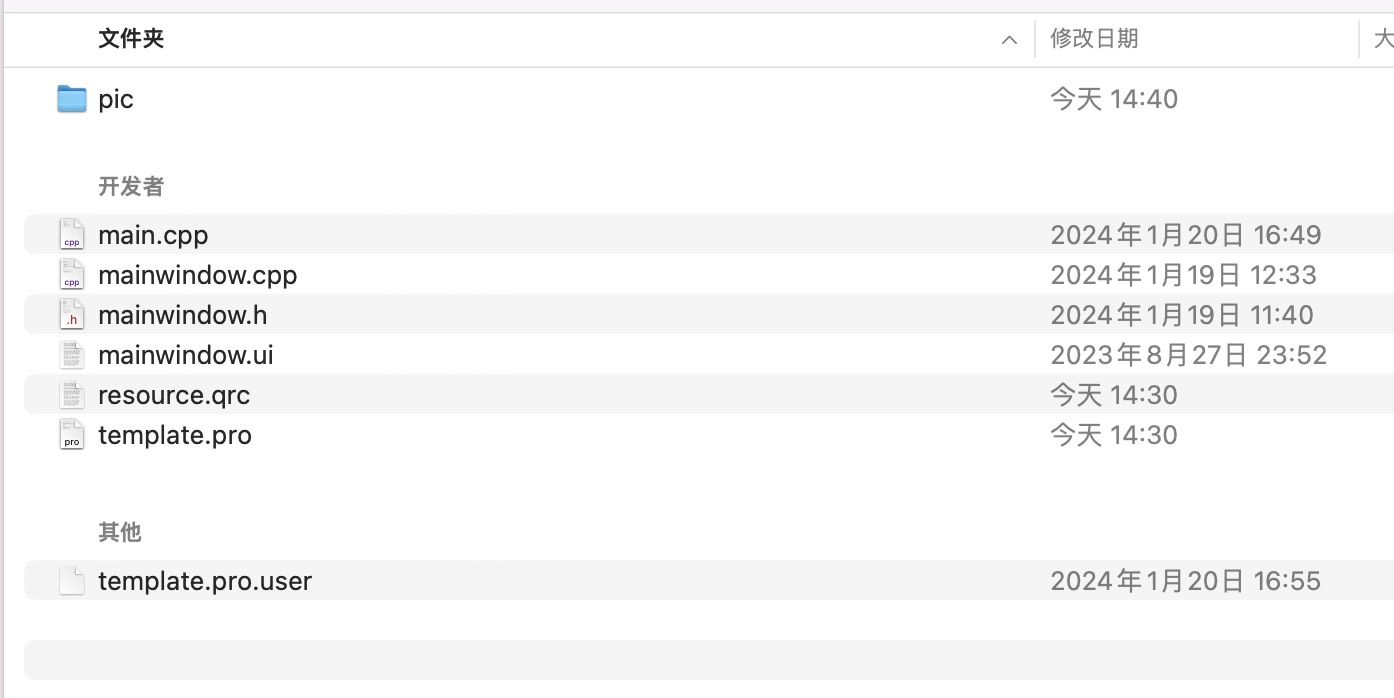 文件夹 修改日期 大
pic 今天 14:40
开发者
cpp main.cpp 2024年1月20日 16:49
cpp mainwindow.cpp 2024年1月19日 12:33
.h mainwindow.h 2024年1月19日 11:40
mainwindow.ui 2023年8月27日 23:52
resource.qrc 今天 14:30
pro template.pro 今天 14:30
其他
template.pro.user 2024年1月20日 16:55